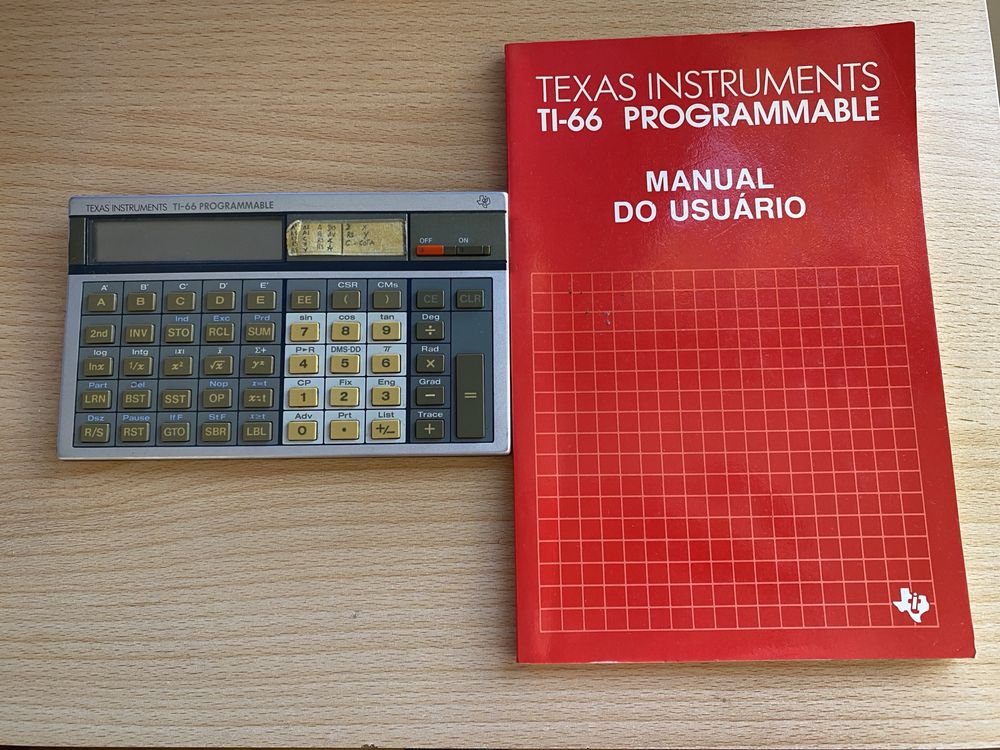 TEXAS INSTRUMENTS TI-66 PROGRAMMABLE
OFF ON
A' B' C' D' E' CSR CMs
A B C D E EE ( ) CE CLR
Ind Exc Prd sin cos tan Deg
2nd INV STO RCL SUM 7 8 9 ÷
log Intg |x| x̄ Σ+ P►R DMS-DD π Rad
lnx 1/x x² √x yˣ 4 5 6 ×
Part Del Nop x=t CP Fix Eng Grad
LRN BST SST OP x⇄t 1 2 3 − =
Dsz Pause If F St F x≥t Adv Prt List Trace
R/S RST GTO SBR LBL 0 • +/− +
TEXAS INSTRUMENTS
TI-66 PROGRAMMABLE
MANUAL
DO USUÁRIO